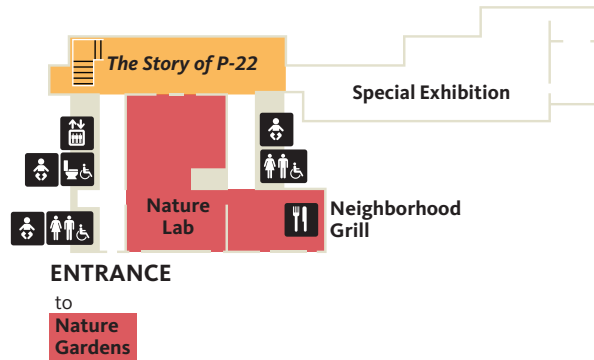 The Story of P-22
Special Exhibition
Nature
Lab
Neighborhood
Grill
ENTRANCE
to
Nature
Gardens